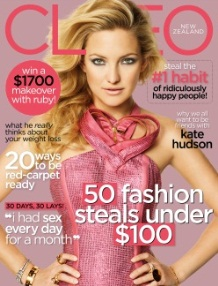 CLEO
NEW
ZEALAND
win a
$1700
makeover
with ruby!
steal the
#1 habit
of ridiculously
happy people!
what he really
thinks about
your weight loss
why we all
want to be
friends with
kate
hudson
20 ways
to be
red-carpet
ready
50 fashion
steals under
$100
30 DAYS, 30 LAYS!
"i had sex
every day
for a month"